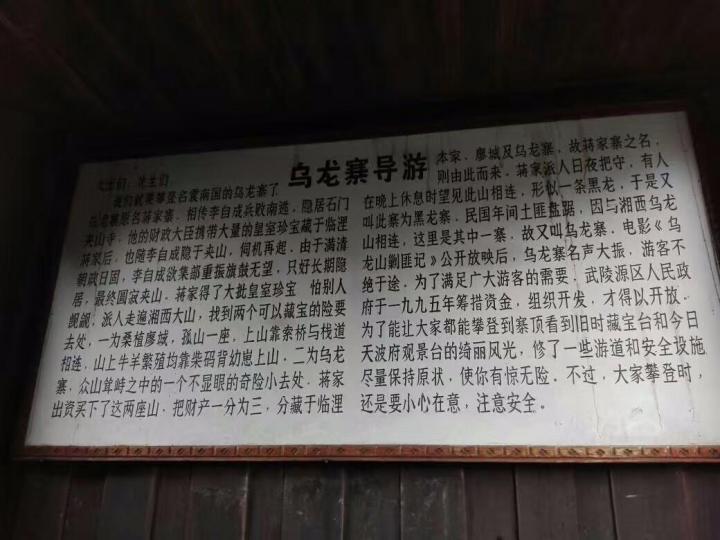 乌龙寨导游
女士们：先生们
我们就要攀登名震南国的乌龙寨了
乌龙寨原名蒋家寨．相传李自成兵败南逃．隐居石门
夹山寺．他的财政大臣携带大量的皇室珍宝藏于临澧
蒋家后．也随李自成隐于夹山，伺机再起．由于满清
朝政日固，李自成欲集部重振旗鼓无望．只好长期隐
居，最终圆寂夹山．蒋家得了大批皇室珍宝 怕别人
觊觎．派人走遍湘西大山，找到两个可以藏宝的险要
去处，一为桑植廖城，孤山一座．上山靠索桥与栈道
相连，山上牛羊繁殖均靠柴码背幼崽上山．二为乌龙
寨，众山耸峙之中的一个不显眼的奇险小去处．蒋家
出资买下了这两座山．把财产一分为三，分藏于临澧
本家．廖城及乌龙寨，故蒋家寨之名，
则由此而来．蒋家派人日夜把守，有人
在晚上休息时望见此山相连，形似一条黑龙，于是又
叫此寨为黑龙寨．民国年间土匪盘踞，因与湘西乌龙
山相连，这里是其中一寨．故又叫乌龙寨．电影《乌
龙山剿匪记》公开放映后，乌龙寨名声大振，游客不
绝于途．为了满足广大游客的需要．武陵源区人民政
府于一九九五年筹措资金，组织开发．才得以开放．
为了能让大家都能攀登到寨顶看到旧时藏宝台和今日
天波府观景台的绮丽风光，修了一些游道和安全设施
尽量保持原状，使你有惊无险．不过，大家攀登时，
还是要小心在意，注意安全。